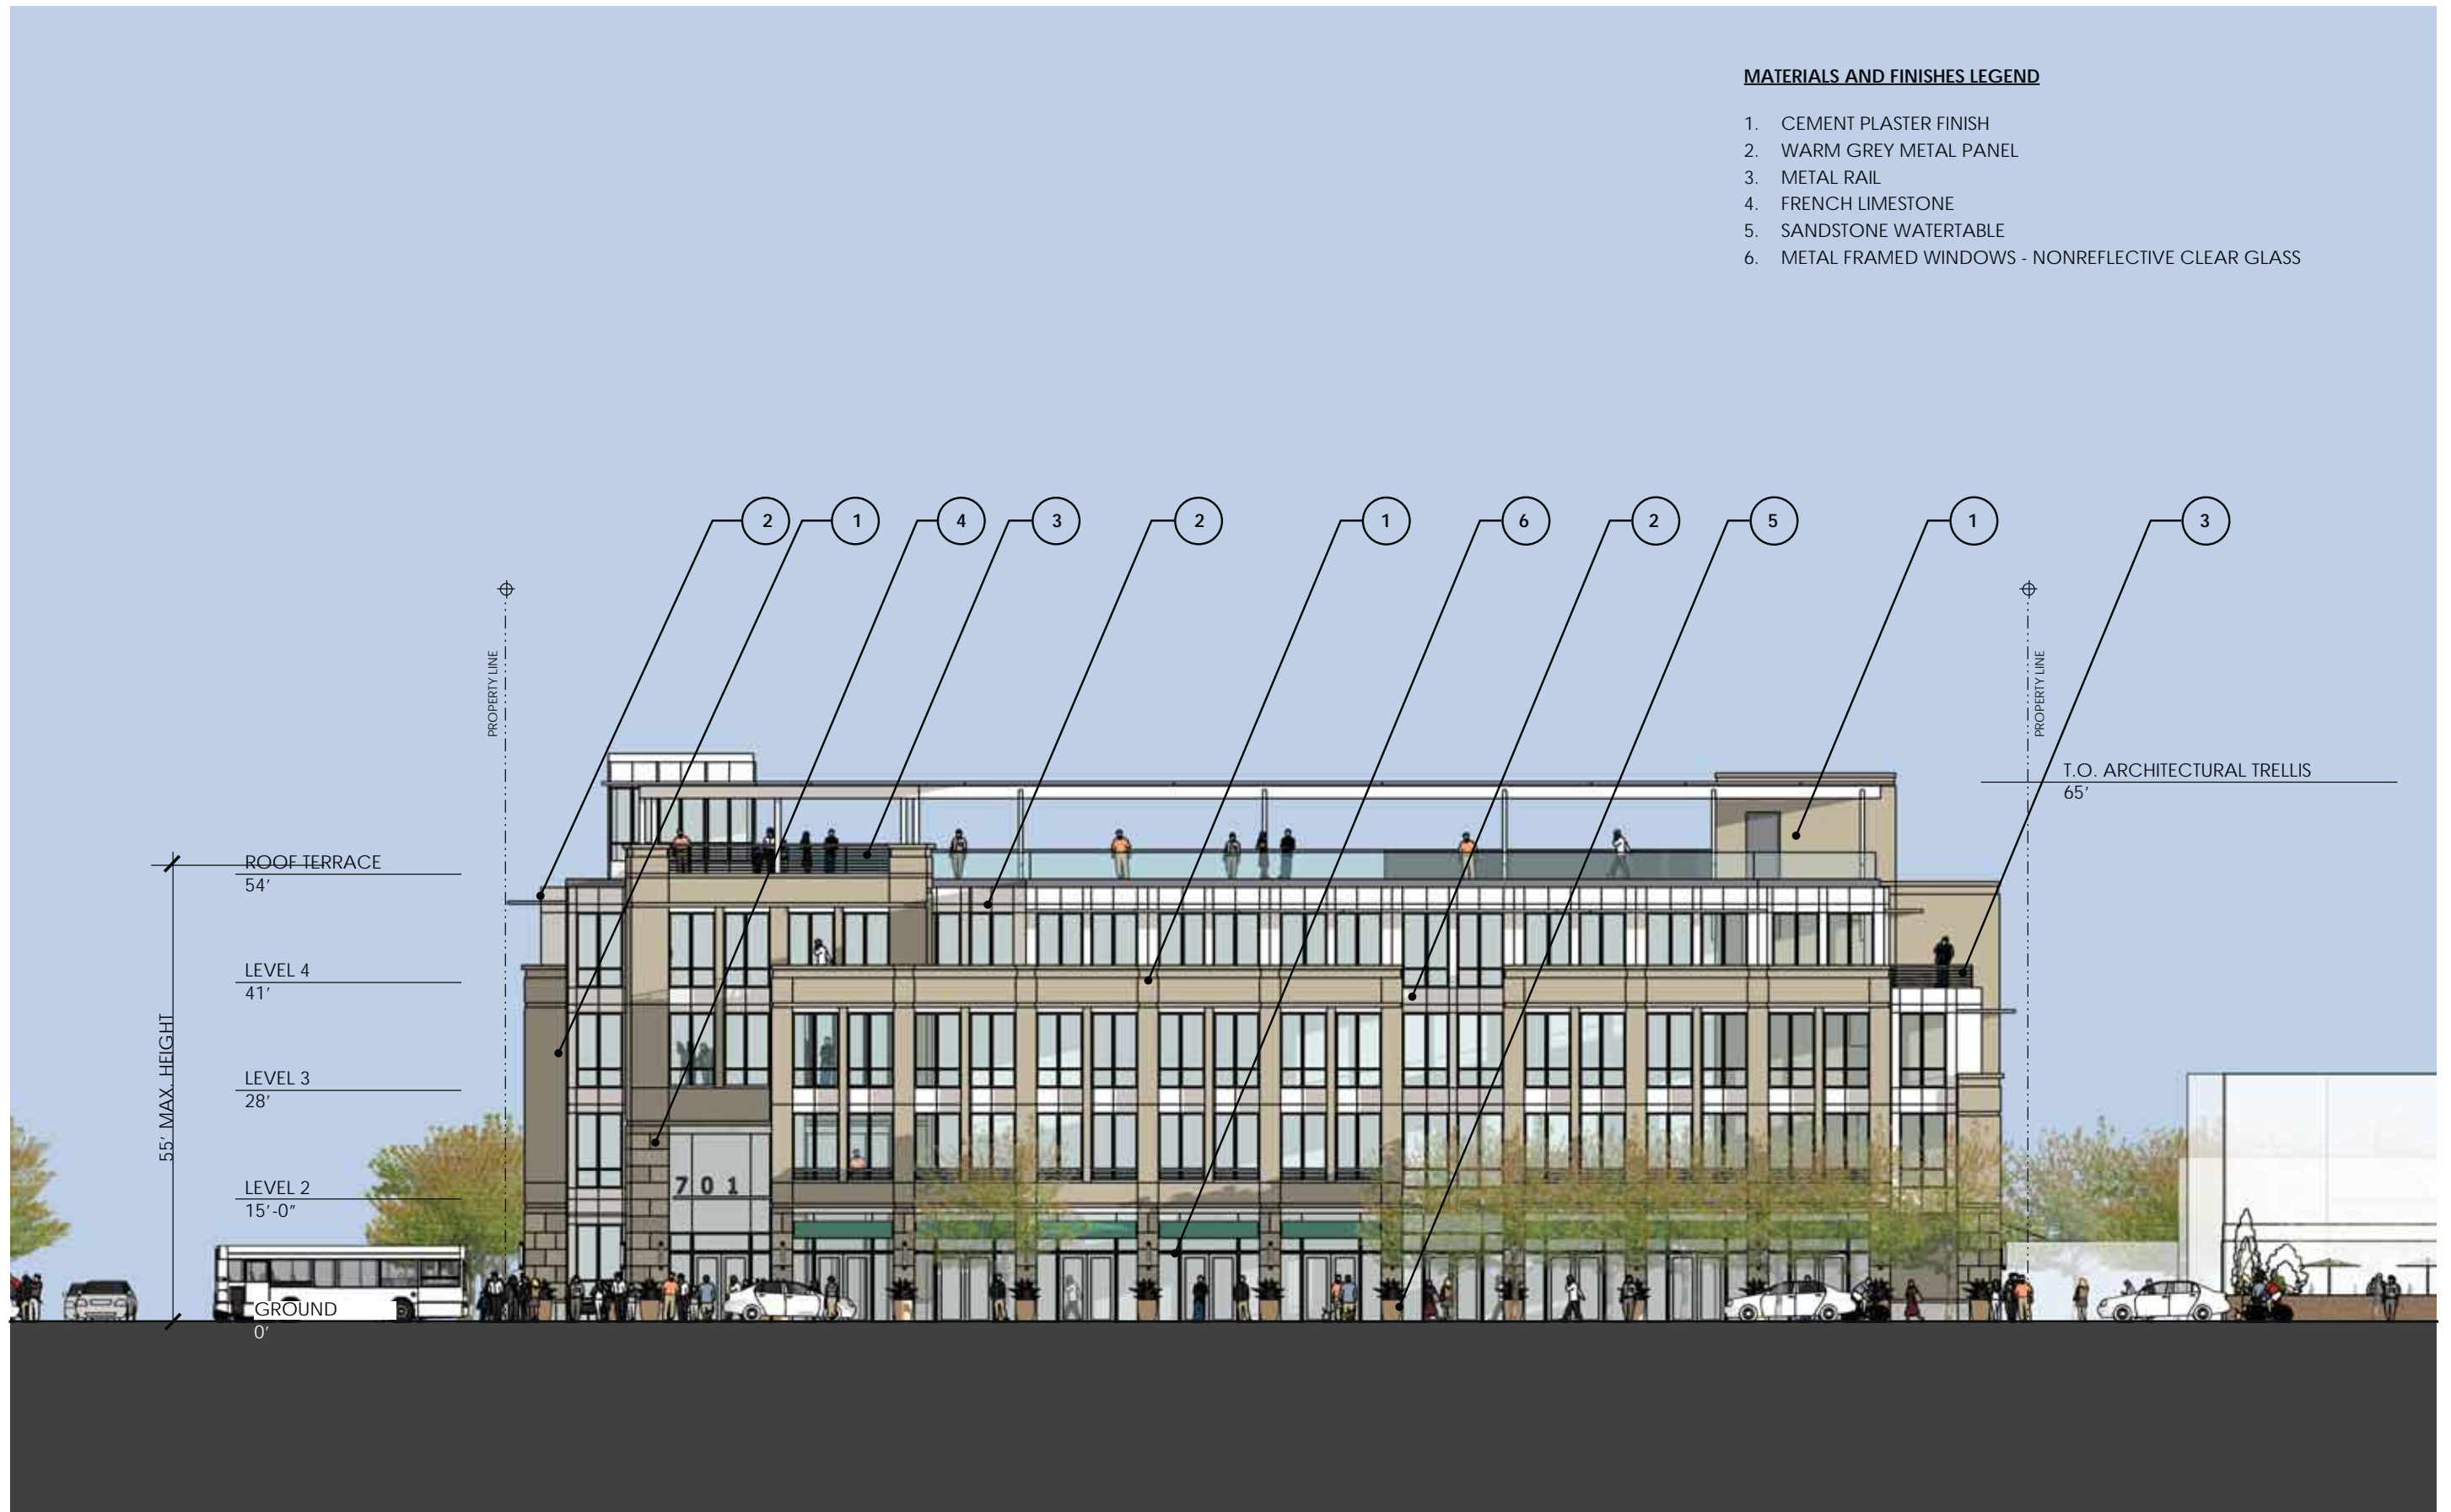 MATERIALS AND FINISHES LEGEND
1. CEMENT PLASTER FINISH
2. WARM GREY METAL PANEL
3. METAL RAIL
4. FRENCH LIMESTONE
5. SANDSTONE WATERTABLE
6. METAL FRAMED WINDOWS - NONREFLECTIVE CLEAR GLASS
2 1 4 3 2 1 6 2 5 1 3
PROPERTY LINE
PROPERTY LINE
T.O. ARCHITECTURAL TRELLIS
65'
ROOF TERRACE
54'
LEVEL 4
41'
55' MAX. HEIGHT
LEVEL 3
28'
LEVEL 2
15'-0"
701
GROUND
0'